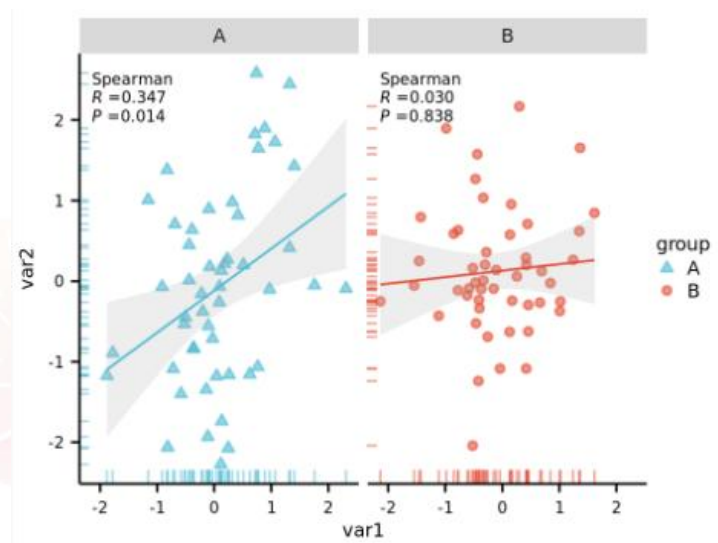 A
B
Spearman
R =0.347
P =0.014
Spearman
R =0.030
P =0.838
var2
2
1
0
-1
-2
group
A
B
-2 -1 0 1 2
-2 -1 0 1 2
var1